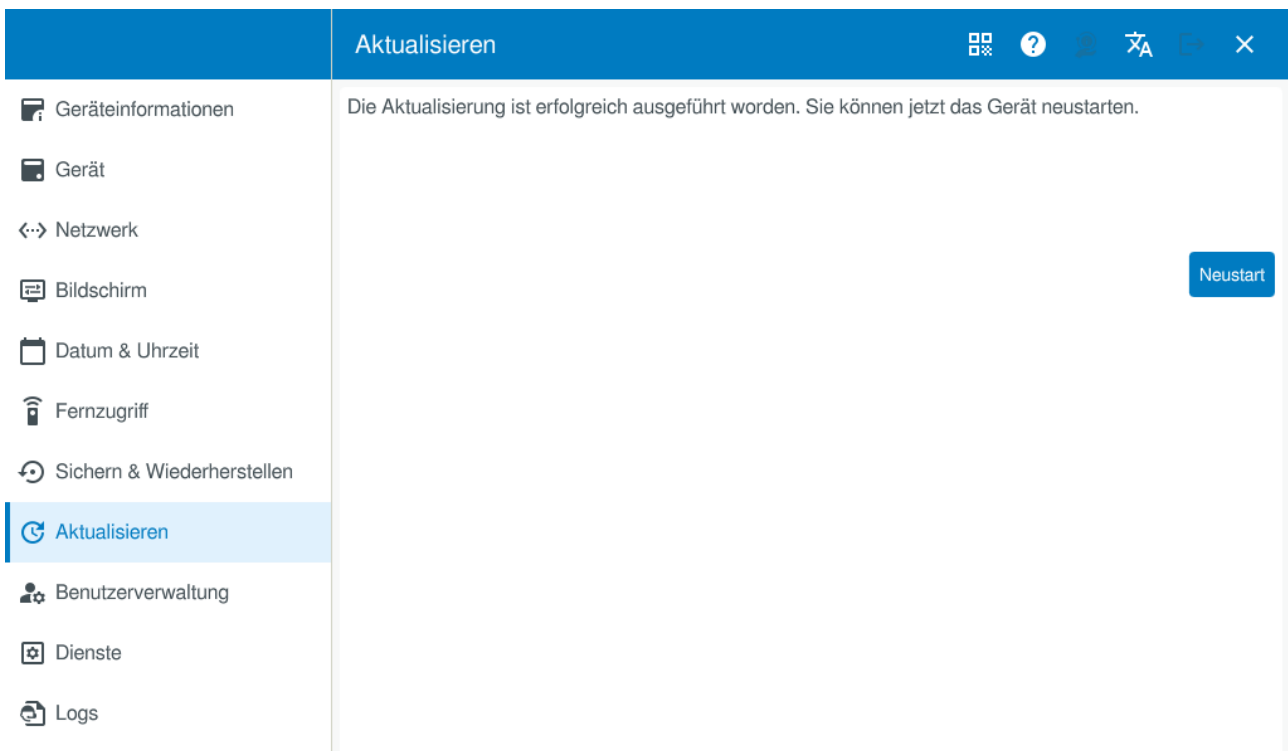 Aktualisieren
Geräteinformationen
Gerät
Netzwerk
Bildschirm
Datum & Uhrzeit
Fernzugriff
Sichern & Wiederherstellen
Aktualisieren
Benutzerverwaltung
Dienste
Logs
Die Aktualisierung ist erfolgreich ausgeführt worden. Sie können jetzt das Gerät neustarten.
Neustart